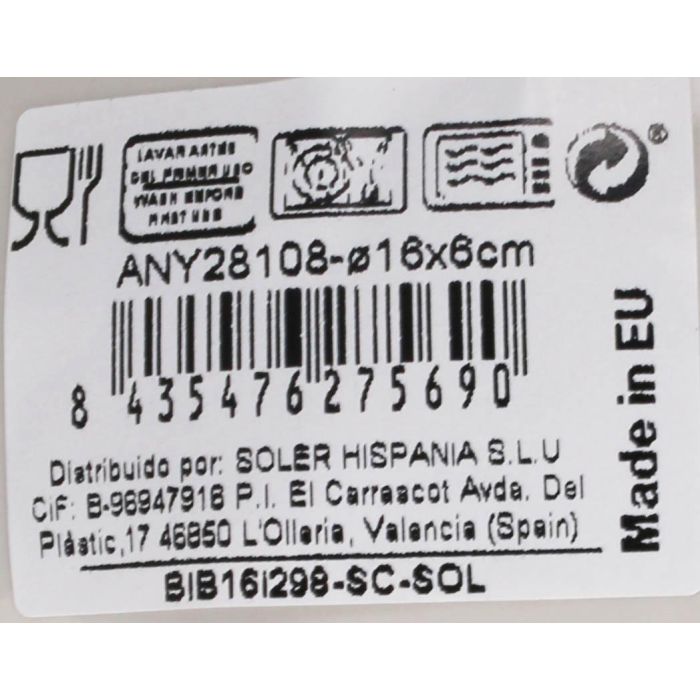 LAVAR ANTES
DEL PRIMER USO
WASH BEFORE
FIRST USE
®
ANY28108-ø16x6cm
8 435476 275690
Distribuido por: SOLER HISPANIA S.L.U
CIF: B-96947916 P.I. El Carrascot Avda. Del
Plàstic,17 46850 L'Olleria, Valencia (Spain)
BIB16I298-SC-SOL
Made in EU